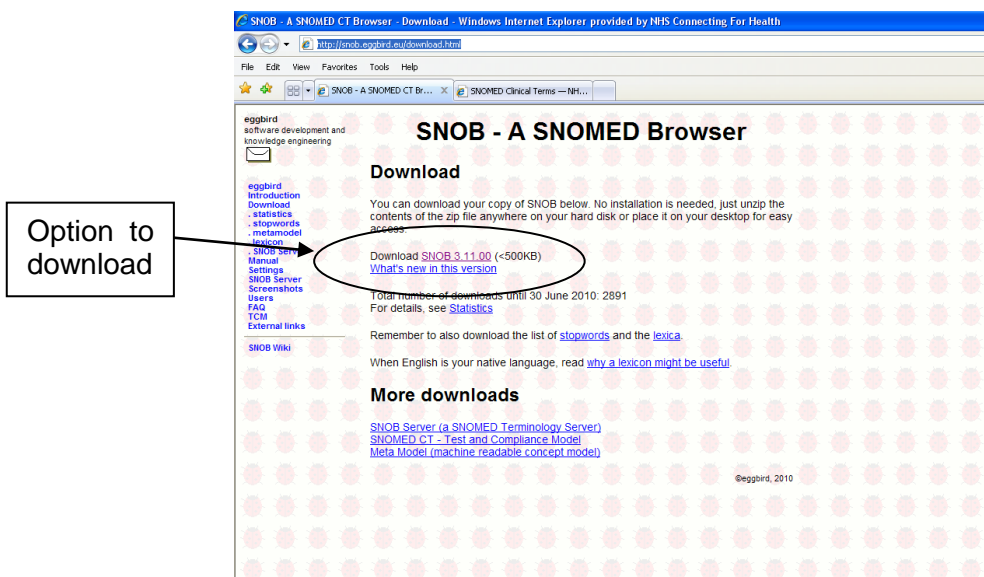 SNOB - A SNOMED CT Browser - Download - Windows Internet Explorer provided by NHS Connecting For Health
http://snob.eggbird.eu/download.html
File Edit View Favorites Tools Help
SNOB - A SNOMED CT Br... SNOMED Clinical Terms — NH...
eggbird
software development and
knowledge engineering
eggbird
Introduction
Download
. statistics
. stopwords
. metamodel
. lexicon
. SNOB Server
Manual
Settings
SNOB Server
Screenshots
Users
FAQ
TCM
External links
SNOB Wiki
SNOB - A SNOMED Browser
Download
You can download your copy of SNOB below. No installation is needed, just unzip the
contents of the zip file anywhere on your hard disk or place it on your desktop for easy
access.
Download SNOB 3.11.00 (<500KB)
What's new in this version
Total number of downloads until 30 June 2010: 2891
For details, see Statistics
Remember to also download the list of stopwords and the lexica.
When English is your native language, read why a lexicon might be useful.
More downloads
SNOB Server (a SNOMED Terminology Server)
SNOMED CT - Test and Compliance Model
Meta Model (machine readable concept model)
©eggbird, 2010
Option to
download